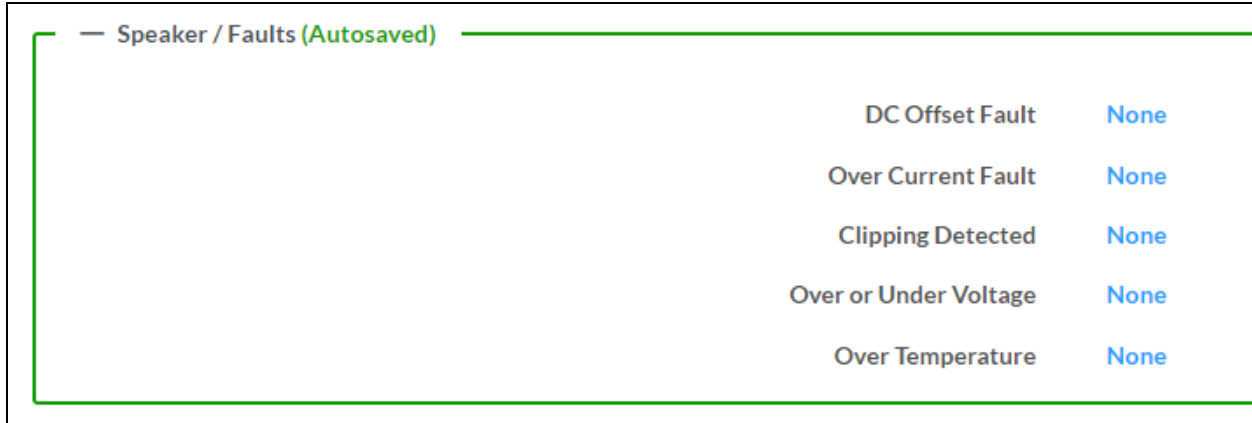 — Speaker / Faults (Autosaved)
DC Offset Fault None
Over Current Fault None
Clipping Detected None
Over or Under Voltage None
Over Temperature None